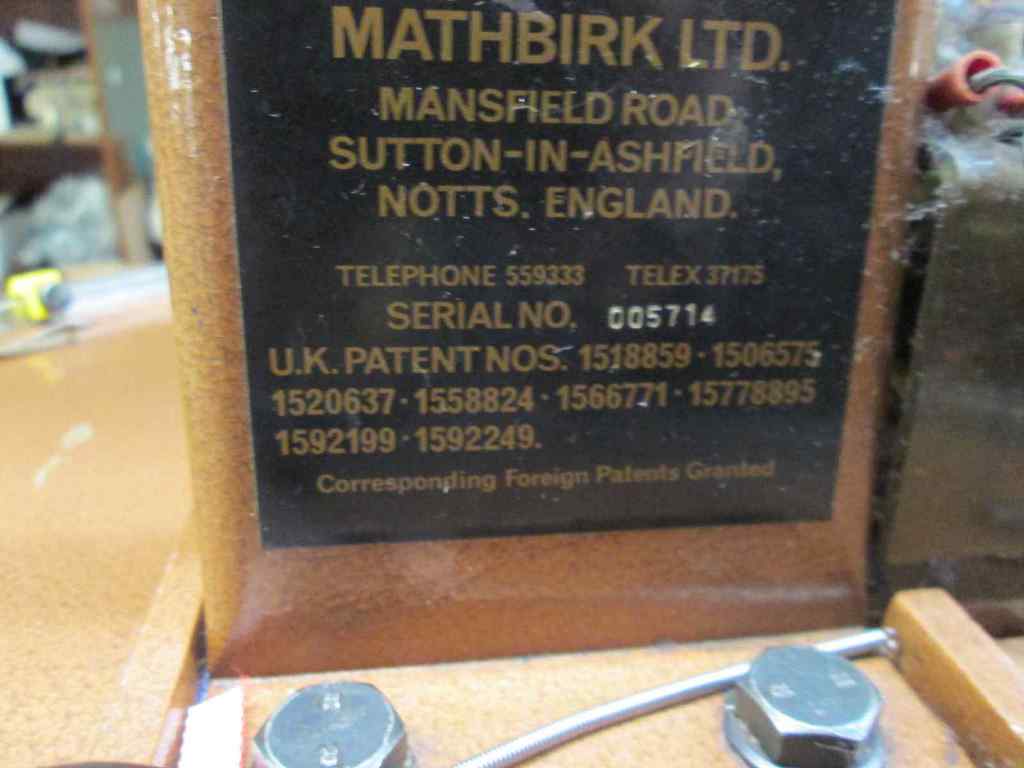 MATHBIRK LTD.
MANSFIELD ROAD,
SUTTON-IN-ASHFIELD,
NOTTS. ENGLAND.
TELEPHONE 559333 TELEX 37175
SERIAL NO. 005714
U.K. PATENT NOS. 1518859 · 1506575
1520637 · 1558824 · 1566771 · 15778895
1592199 · 1592249.
Corresponding Foreign Patents Granted